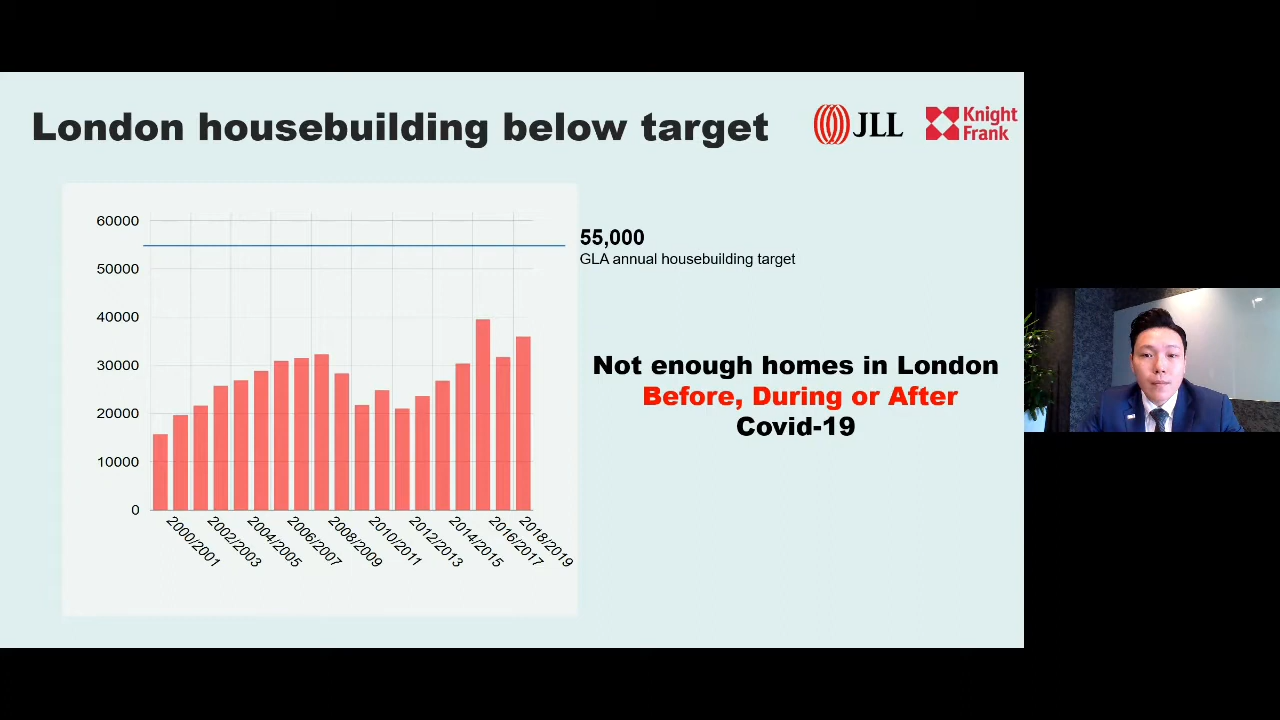 London housebuilding below target
JLL
Knight
Frank
60000
50000
40000
30000
20000
10000
0
55,000
GLA annual housebuilding target
Not enough homes in London
Before, During or After
Covid-19
2000/2001
2002/2003
2004/2005
2006/2007
2008/2009
2010/2011
2012/2013
2014/2015
2016/2017
2018/2019